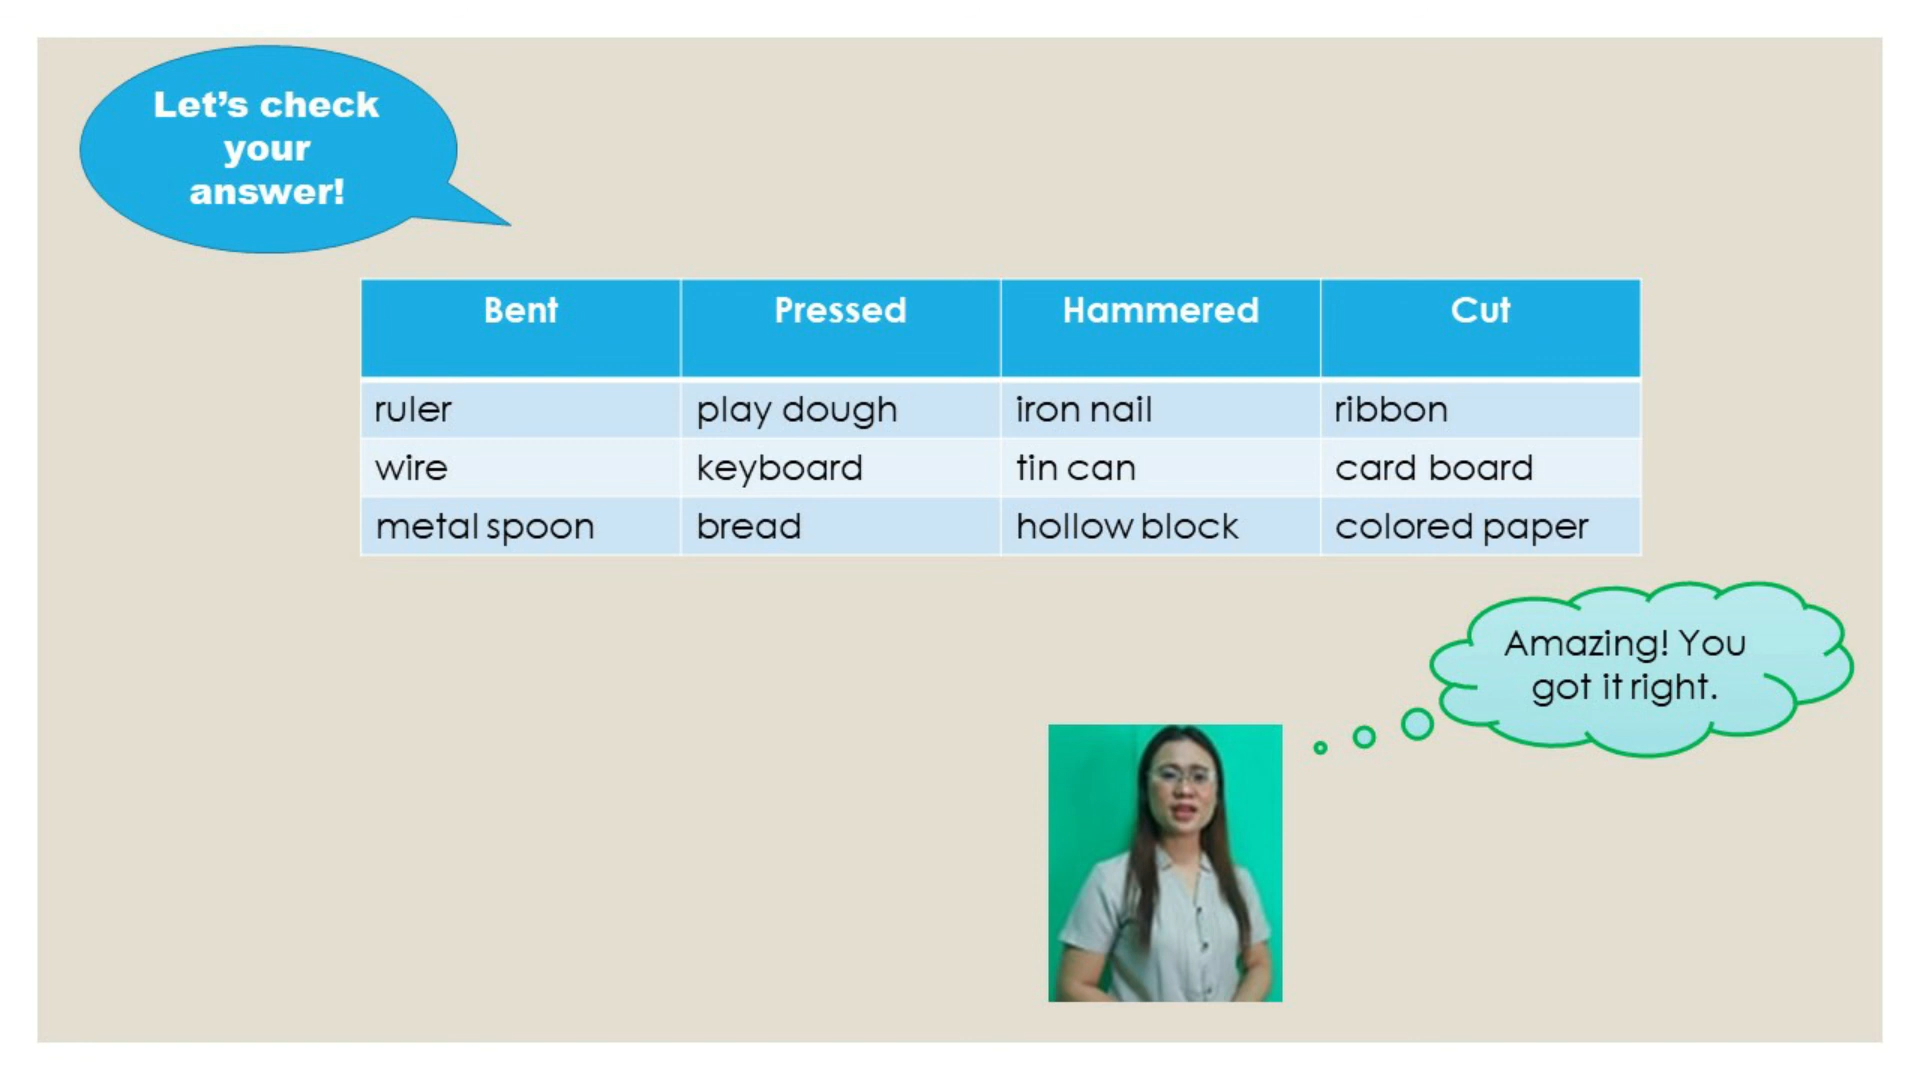 Let's check
your
answer!
Bent Pressed Hammered Cut
ruler play dough iron nail ribbon
wire keyboard tin can card board
metal spoon bread hollow block colored paper
Amazing! You
got it right.